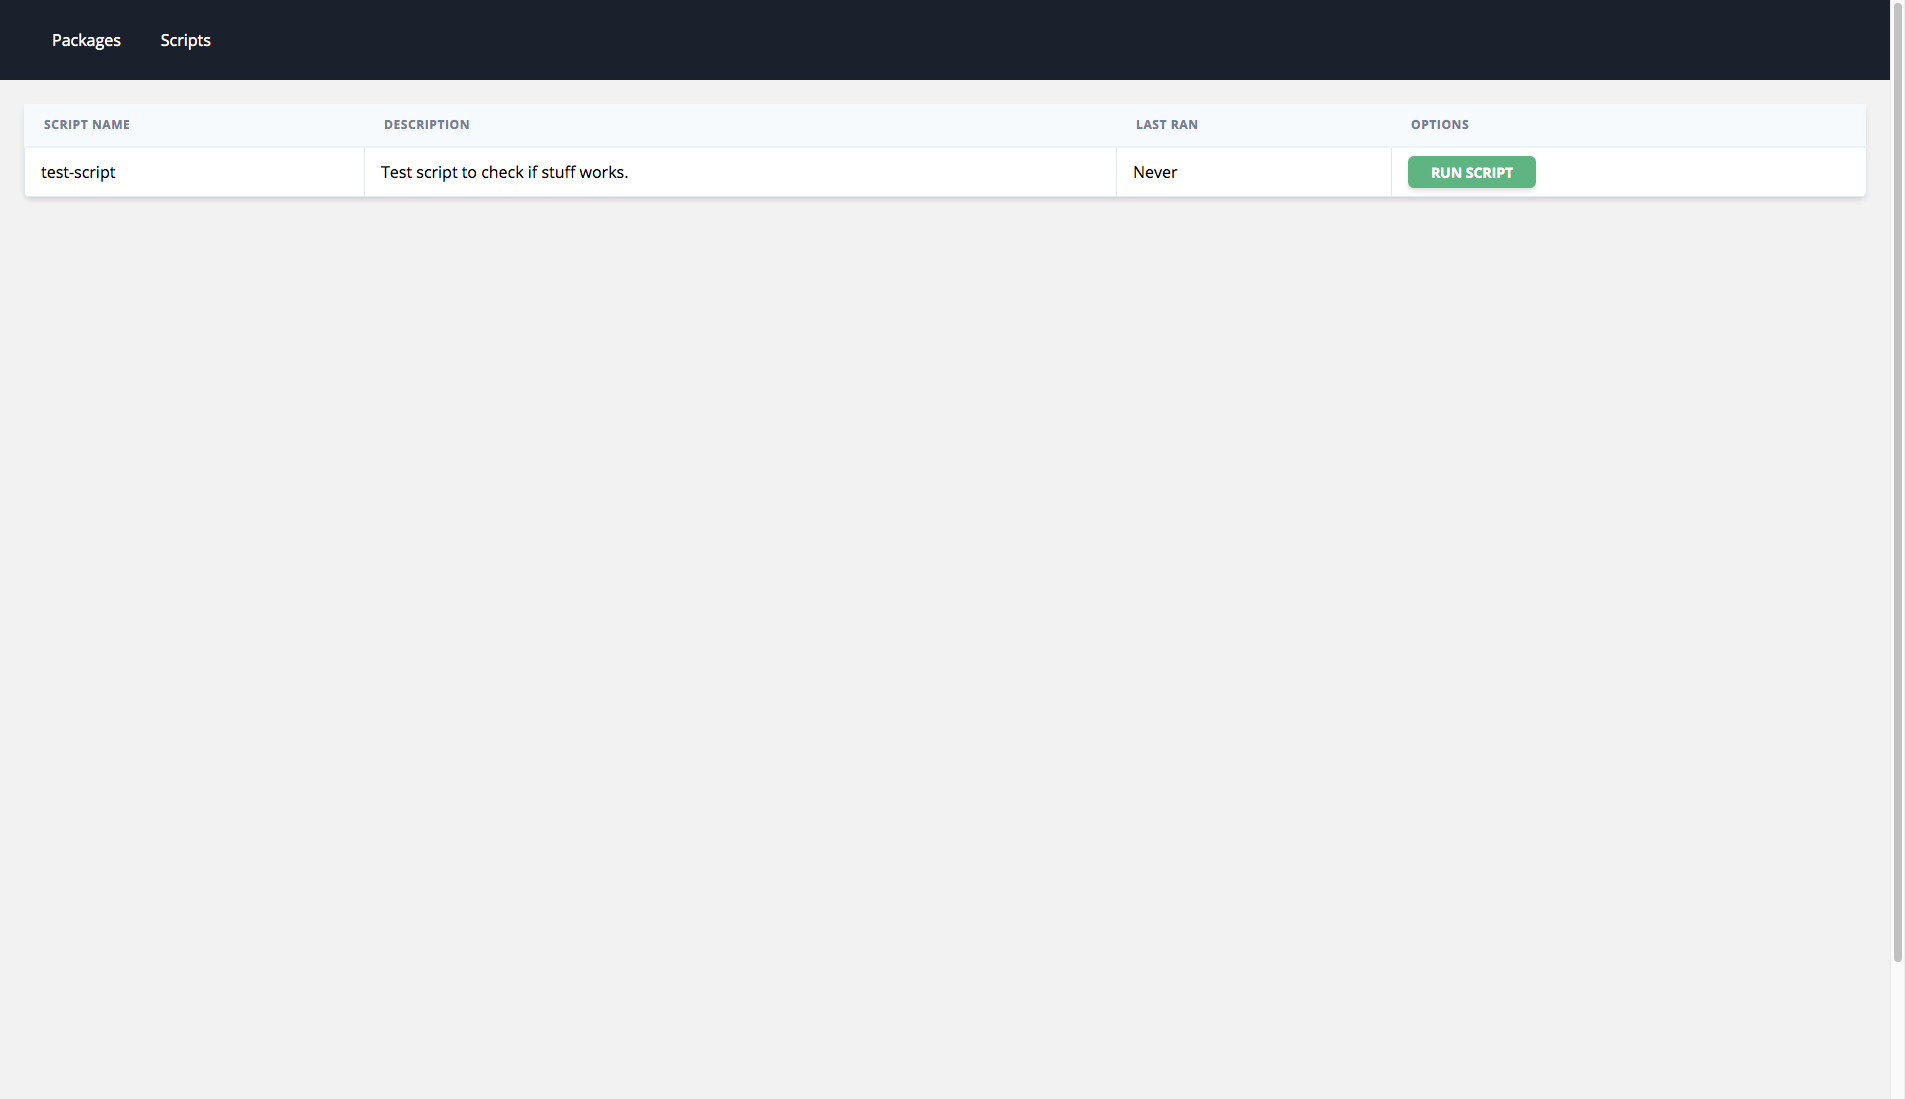 Packages Scripts
SCRIPT NAME DESCRIPTION LAST RAN OPTIONS
test-script Test script to check if stuff works. Never RUN SCRIPT